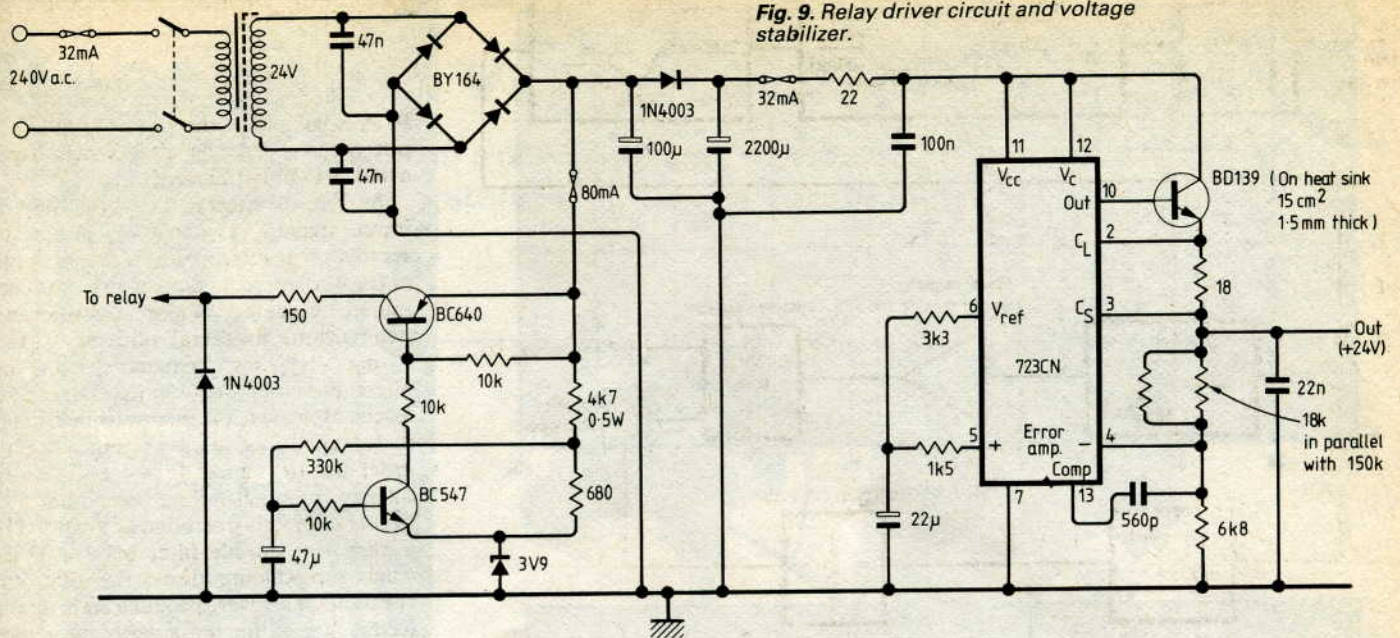 Fig. 9. Relay driver circuit and voltage
stabilizer.
32mA
240V a.c.
24V
47n
47n
BY164
1N4003
32mA
22
100µ
2200µ
100n
80mA
11
12
VCC
VC
Out
10
BD139
(On heat sink
15 cm²
1·5mm thick)
CL
2
18
CS
3
Out
(+24V)
Vref
6
3k3
723CN
22n
18k
in parallel
with 150k
Error
amp.
+
5
1k5
−
4
Comp
7
13
560p
6k8
22µ
To relay
150
BC640
10k
1N4003
10k
4k7
0.5W
330k
10k
BC547
680
47µ
3V9